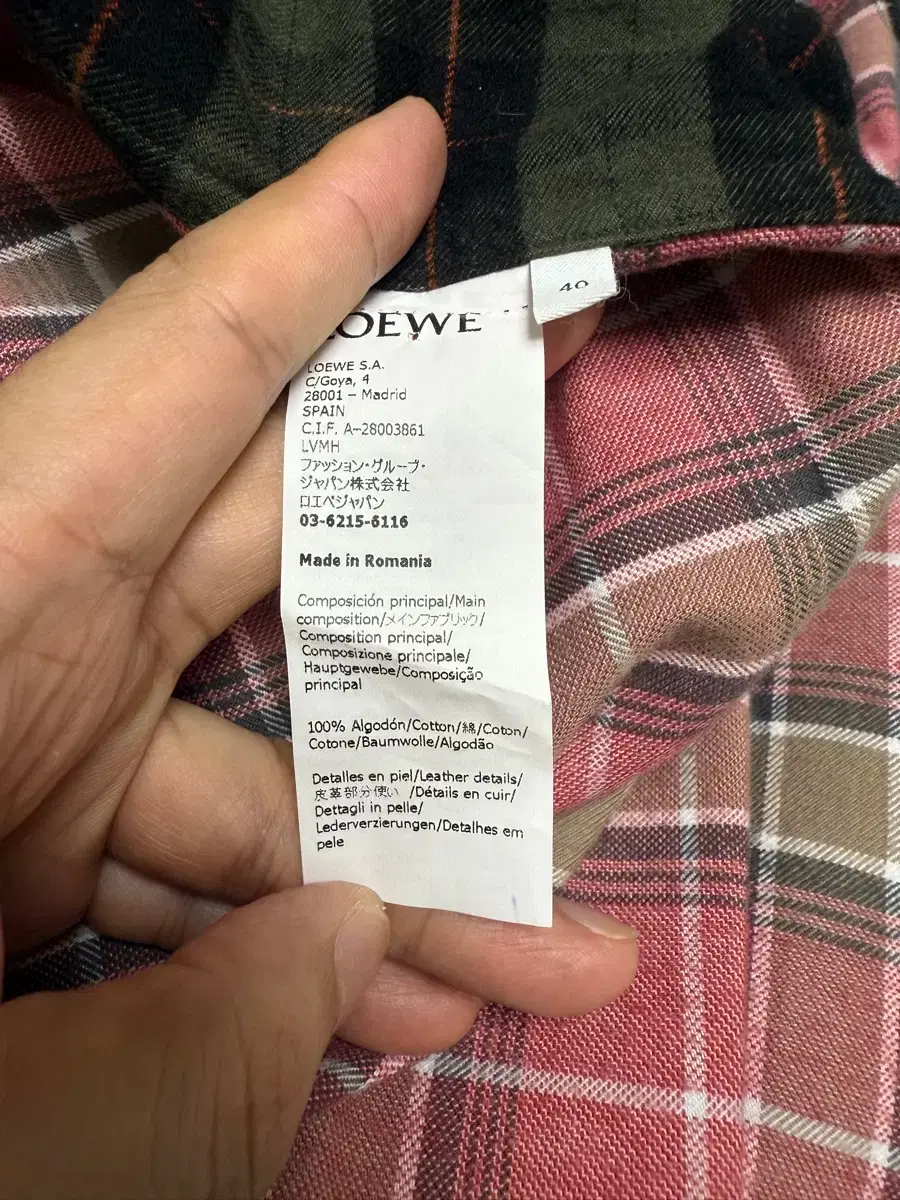 40
LOEWE
LOEWE S.A.
C/Goya, 4
28001 – Madrid
SPAIN
C.I.F. A-28003861
LVMH
ファッション・グループ・
ジャパン株式会社
ロエベジャパン
03-6215-6116
Made in Romania
Composición principal/Main
composition/メインファブリック/
Composition principal/
Composizione principale/
Hauptgewebe/Composição
principal
100% Algodón/Cotton/綿/Coton/
Cotone/Baumwolle/Algodão
Detalles en piel/Leather details/
皮革部分使い /Détails en cuir/
Dettagli in pelle/
Lederverzierungen/Detalhes em
pele